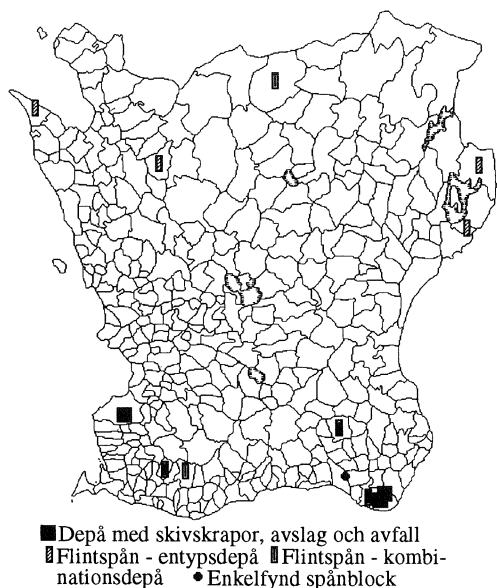 Depå med skivskrapor, avslag och avfall
Flintspån - entypsdepå Flintspån - kombi-
nationsdepå Enkelfynd spånblock